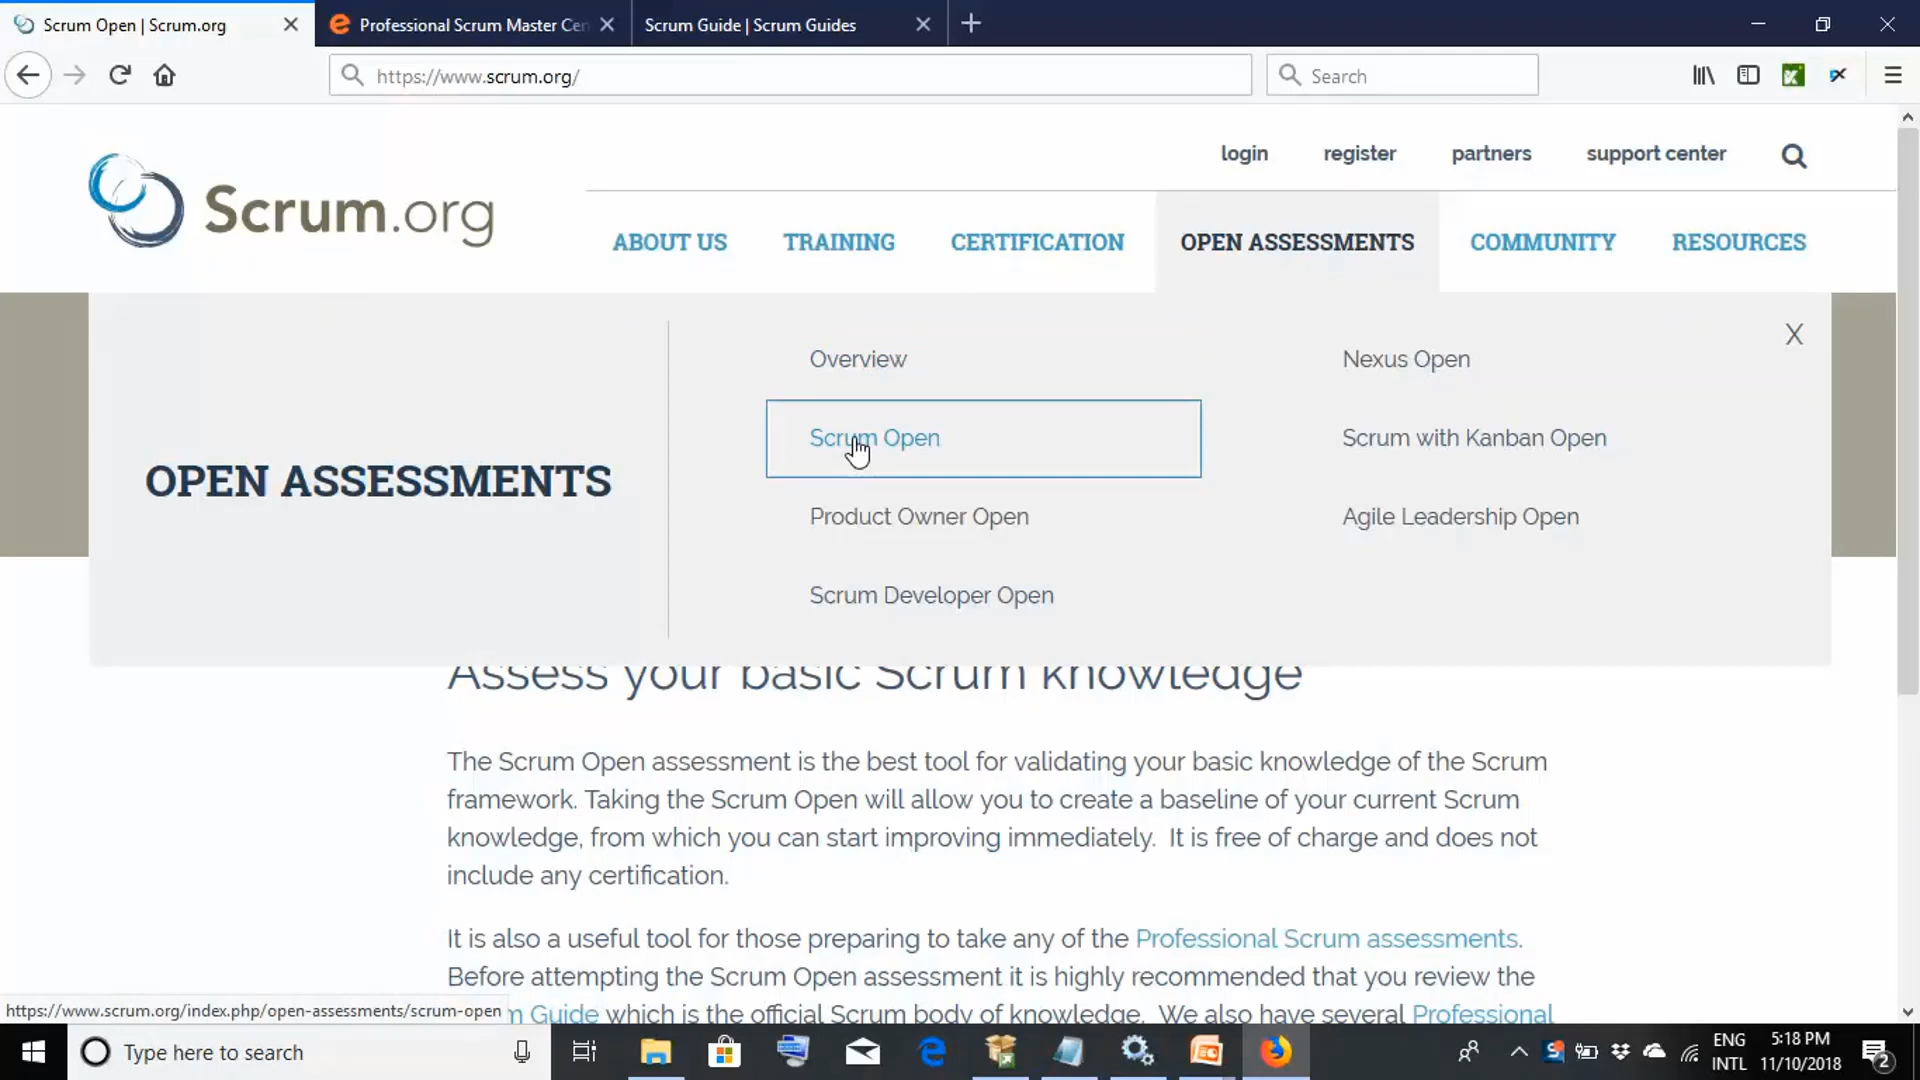 Scrum Open | Scrum.org
Professional Scrum Master Cer
Scrum Guide | Scrum Guides
https://www.scrum.org/
Search
login
register
partners
support center
Scrum.org
ABOUT US
TRAINING
CERTIFICATION
OPEN ASSESSMENTS
COMMUNITY
RESOURCES
X
OPEN ASSESSMENTS
Overview
Scrum Open
Product Owner Open
Scrum Developer Open
Nexus Open
Scrum with Kanban Open
Agile Leadership Open
Assess your basic Scrum knowledge
The Scrum Open assessment is the best tool for validating your basic knowledge of the Scrum
framework. Taking the Scrum Open will allow you to create a baseline of your current Scrum
knowledge, from which you can start improving immediately. It is free of charge and does not
include any certification.
It is also a useful tool for those preparing to take any of the Professional Scrum assessments.
Before attempting the Scrum Open assessment it is highly recommended that you review the
m Guide which is the official Scrum body of knowledge. We also have several Professional
https://www.scrum.org/index.php/open-assessments/scrum-open
Type here to search
ENG
INTL
5:18 PM
11/10/2018
2